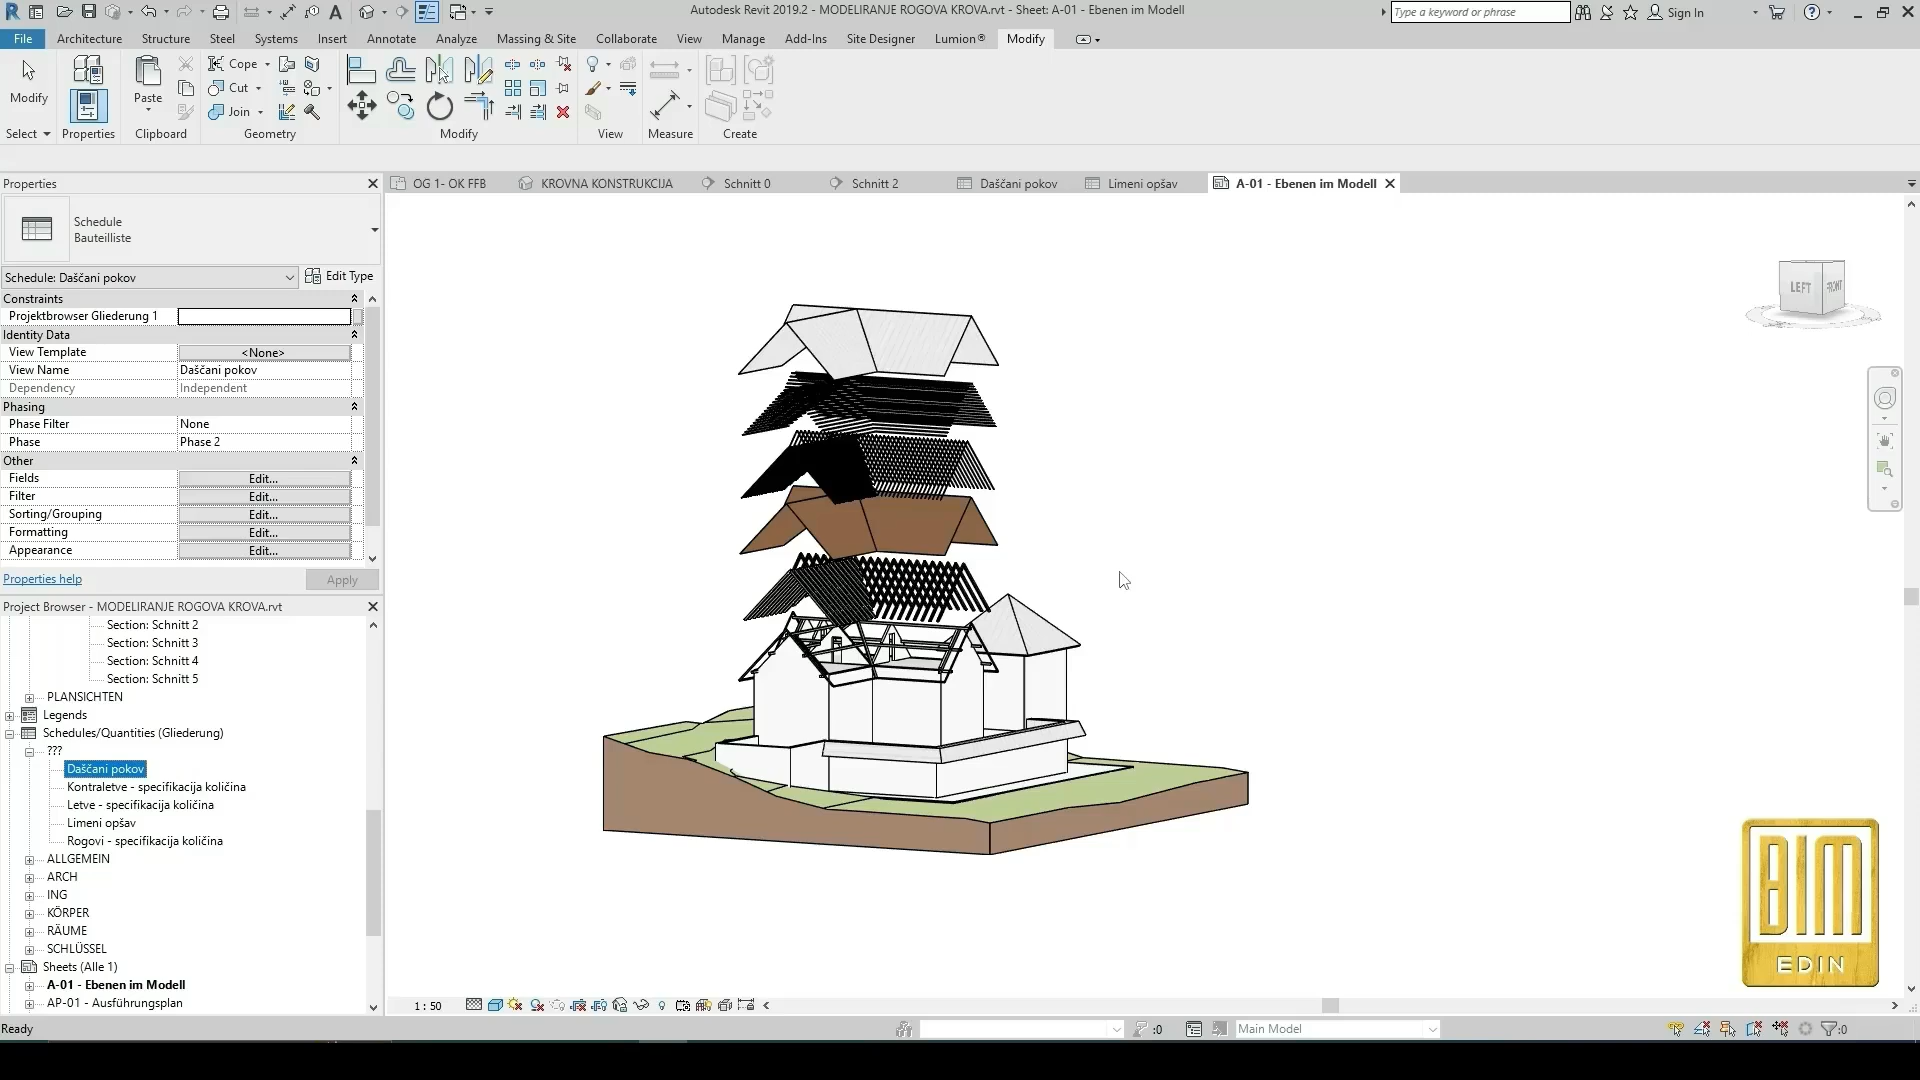 Autodesk Revit 2019.2 - MODELIRANJE ROGOVA KROVA.rvt - Sheet: A-01 - Ebenen im Modell
Type a keyword or phrase
Sign In
File Architecture Structure Steel Systems Insert Annotate Analyze Massing & Site Collaborate View Manage Add-Ins Site Designer Lumion® Modify
Modify
Paste
Cope
Cut
Join
Select Properties Clipboard Geometry Modify View Measure Create
Properties
OG 1- OK FFB
KROVNA KONSTRUKCIJA
Schnitt 0
Schnitt 2
Daščani pokov
Limeni opšav
A-01 - Ebenen im Modell
Schedule
Bauteilliste
Schedule: Daščani pokov
Edit Type
Constraints
Projektbrowser Gliederung 1
Identity Data
View Template <None>
View Name Daščani pokov
Dependency Independent
Phasing
Phase Filter None
Phase Phase 2
Other
Fields Edit...
Filter Edit...
Sorting/Grouping Edit...
Formatting Edit...
Appearance Edit...
Properties help
Apply
Project Browser - MODELIRANJE ROGOVA KROVA.rvt
Section: Schnitt 2
Section: Schnitt 3
Section: Schnitt 4
Section: Schnitt 5
PLANSICHTEN
Legends
Schedules/Quantities (Gliederung)
???
Daščani pokov
Kontraletve - specifikacija količina
Letve - specifikacija količina
Limeni opšav
Rogovi - specifikacija količina
ALLGEMEIN
ARCH
ING
KÖRPER
RÄUME
SCHLÜSSEL
Sheets (Alle 1)
A-01 - Ebenen im Modell
AP-01 - Ausführungsplan
LEFT
FRONT
BIM
EDIN
1 : 50
Ready
:0
Main Model
:0